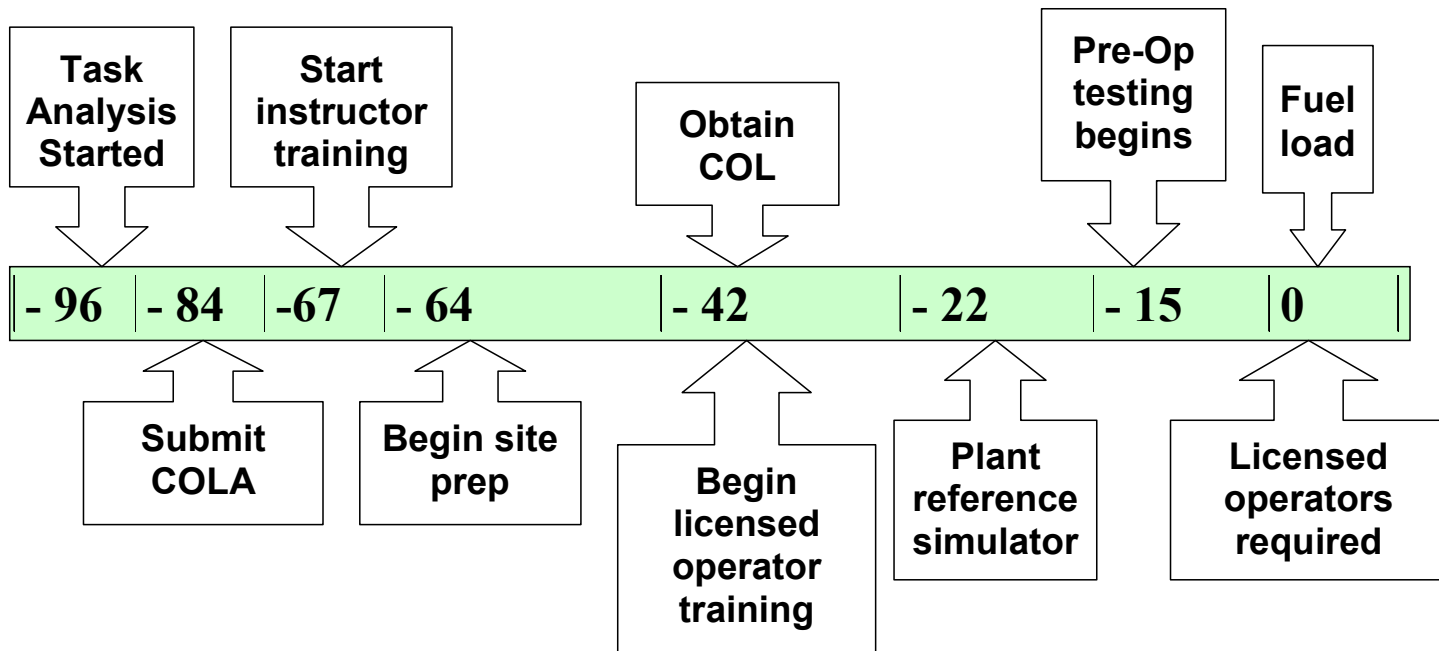 Task
Analysis
Started
Start
instructor
training
Obtain
COL
Pre-Op
testing
begins
Fuel
load
- 96 - 84 -67 - 64 - 42 - 22 - 15 0
Submit
COLA
Begin site
prep
Begin
licensed
operator
training
Plant
reference
simulator
Licensed
operators
required